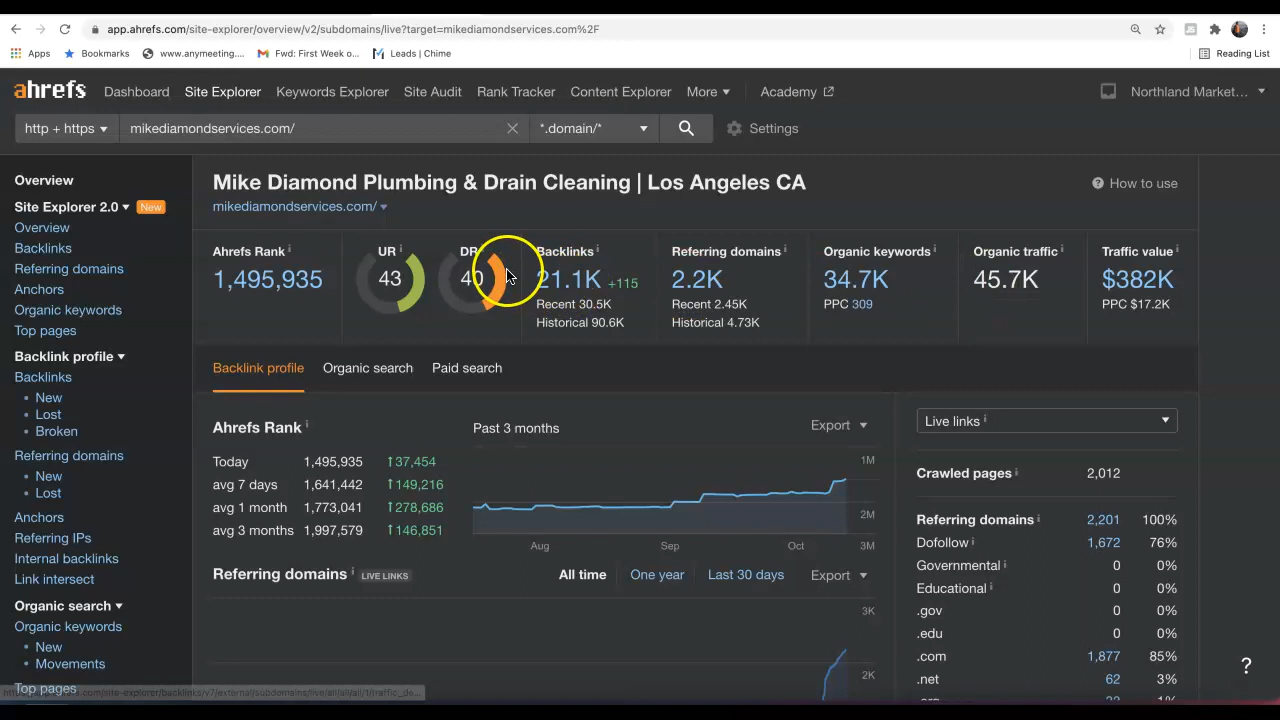 app.ahrefs.com/site-explorer/overview/v2/subdomains/live?target=mikediamondservices.com%2F
Apps Bookmarks www.anymeeting.c... Fwd: First Week o... Leads | Chime Reading List
ahrefs Dashboard Site Explorer Keywords Explorer Site Audit Rank Tracker Content Explorer More Academy Northland Market...
http + https mikediamondservices.com/ *.domain/* Settings
Overview
Site Explorer 2.0 New
Overview
Backlinks
Referring domains
Anchors
Organic keywords
Top pages
Backlink profile
Backlinks
New
Lost
Broken
Referring domains
New
Lost
Anchors
Referring IPs
Internal backlinks
Link intersect
Organic search
Organic keywords
New
Movements
Top pages
Mike Diamond Plumbing & Drain Cleaning | Los Angeles CA How to use
mikediamondservices.com/
Ahrefs Rank UR DR Backlinks Referring domains Organic keywords Organic traffic Traffic value
1,495,935 43 40 21.1K +115 2.2K 34.7K 45.7K $382K
Recent 30.5K Recent 2.45K PPC 309 PPC $17.2K
Historical 90.6K Historical 4.73K
Backlink profile Organic search Paid search
Ahrefs Rank Past 3 months Export
Today 1,495,935 ↑37,454
avg 7 days 1,641,442 ↑149,216
avg 1 month 1,773,041 ↑278,686
avg 3 months 1,997,579 ↑146,851
1M
2M
3M
Aug Sep Oct
Referring domains LIVE LINKS All time One year Last 30 days Export
3K
2K
Live links
Crawled pages 2,012
Referring domains 2,201 100%
Dofollow 1,672 76%
Governmental 0 0%
Educational 0 0%
.gov 0 0%
.edu 0 0%
.com 1,877 85%
.net 62 3%
?